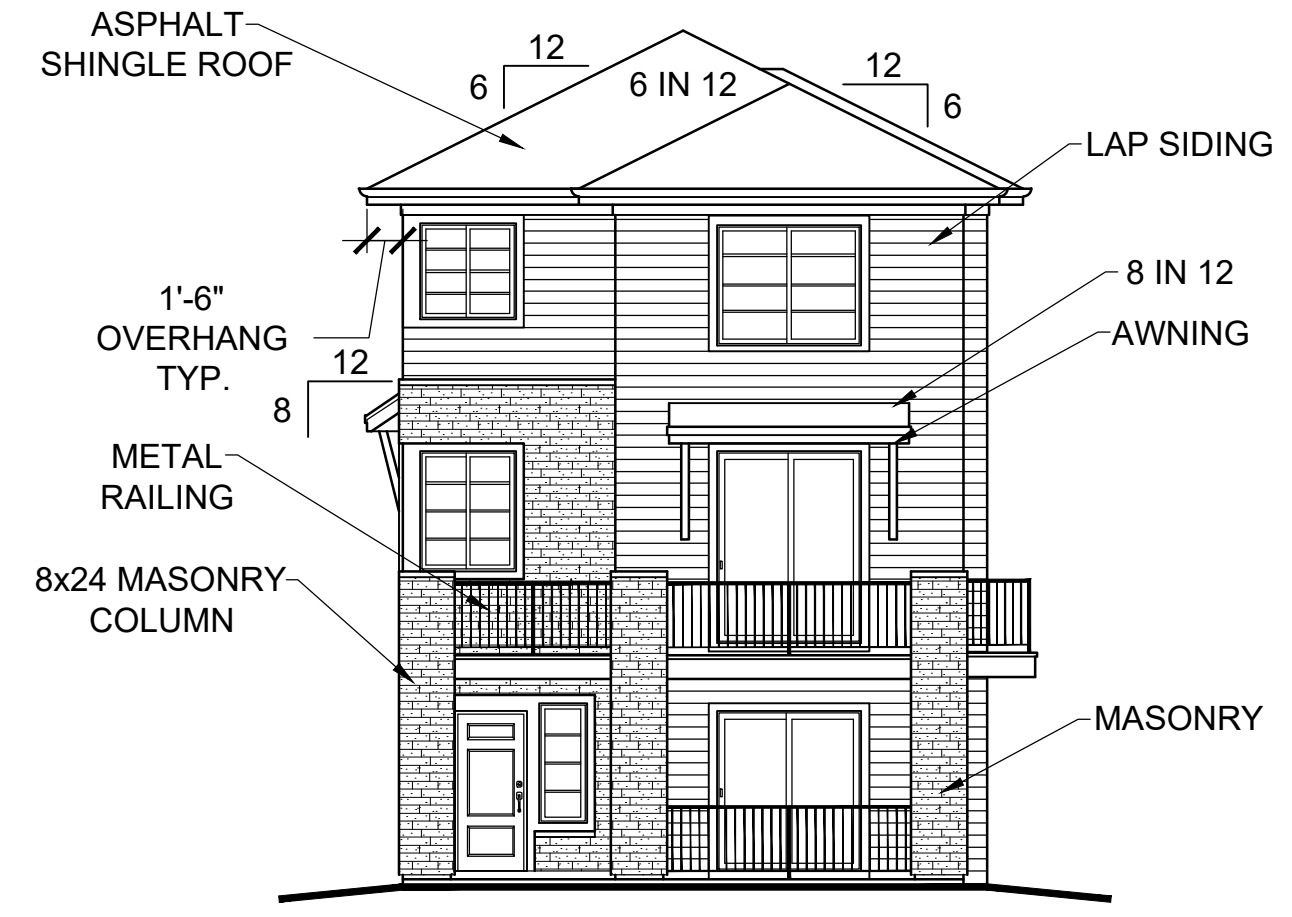 ASPHALT
SHINGLE ROOF
12
6
6 IN 12
12
6
LAP SIDING
8 IN 12
AWNING
1'-6"
OVERHANG
TYP.
12
8
METAL
RAILING
8x24 MASONRY
COLUMN
MASONRY